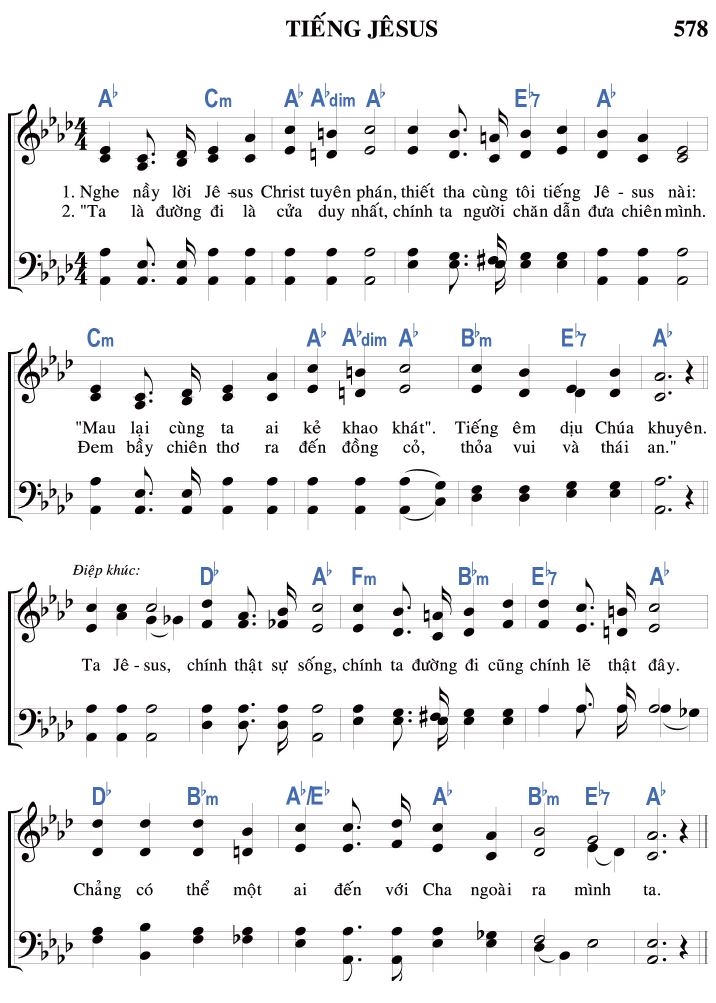 TIẾNG JÊSUS 578
A♭ Cm A♭ A♭dim A♭ E♭7 A♭
1. Nghe nầy lời Jê-sus Christ tuyên phán, thiết tha cùng tôi tiếng Jê - sus nài:
2. "Ta là đường đi là cửa duy nhất, chính ta người chăn dẫn đưa chiên mình.
Cm A♭ A♭dim A♭ B♭m E♭7 A♭
"Mau lại cùng ta ai kẻ khao khát". Tiếng êm dịu Chúa khuyên.
Đem bầy chiên thơ ra đến đồng cỏ, thỏa vui và thái an."
Điệp khúc:
D♭ A♭ Fm B♭m E♭7 A♭
Ta Jê - sus, chính thật sự sống, chính ta đường đi cũng chính lẽ thật đây.
D♭ B♭m A♭/E♭ A♭ B♭m E♭7 A♭
Chẳng có thể một ai đến với Cha ngoài ra mình ta.